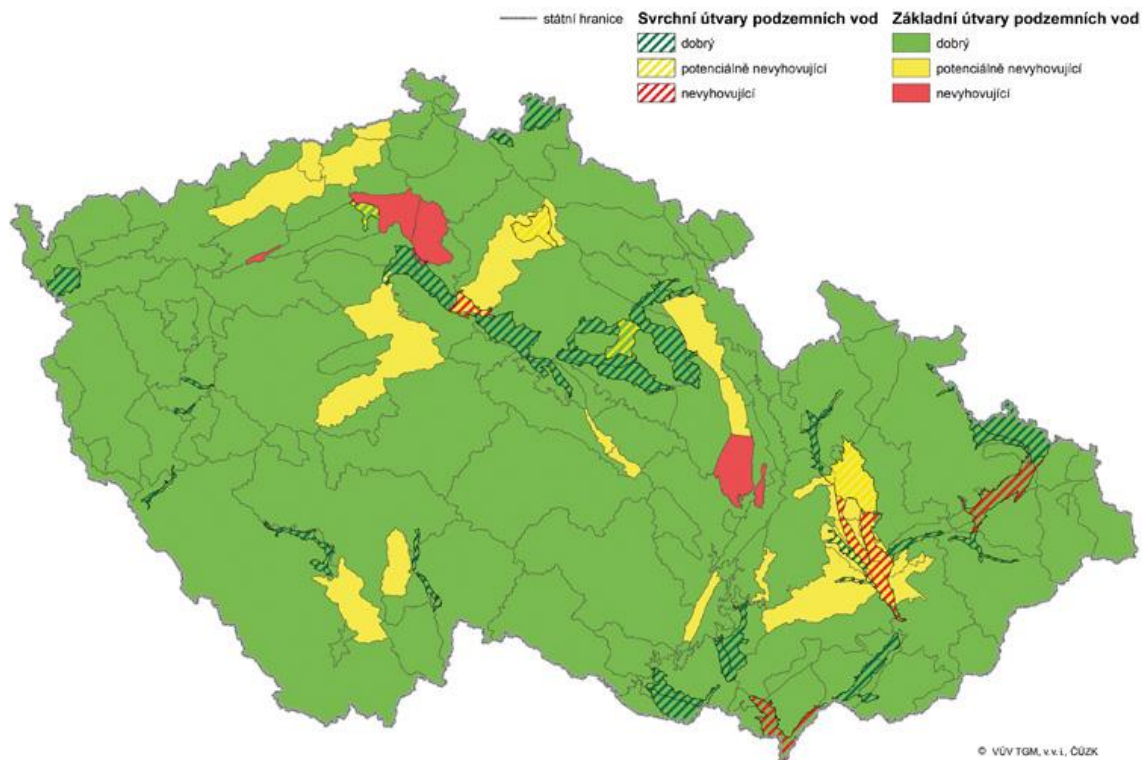 státní hranice
Svrchní útvary podzemních vod
dobrý
potenciálně nevyhovující
nevyhovující
Základní útvary podzemních vod
dobrý
potenciálně nevyhovující
nevyhovující
© VÚV TGM, v.v.i., ČÚZK